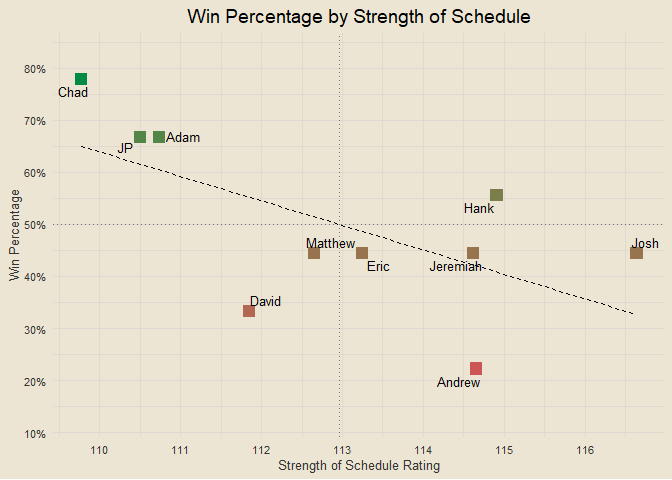 Win Percentage by Strength of Schedule
80%
Chad
70%
JP
Adam
60%
Hank
50%
Matthew
Eric
Jeremiah
Josh
40%
David
30%
Andrew
20%
10%
Win Percentage
110 111 112 113 114 115 116
Strength of Schedule Rating